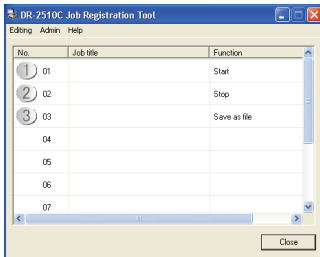 DR-2510C Job Registration Tool
Editing Admin Help
No. Job title Function
1 01 Start
2 02 Stop
3 03 Save as file
04
05
06
07
Close